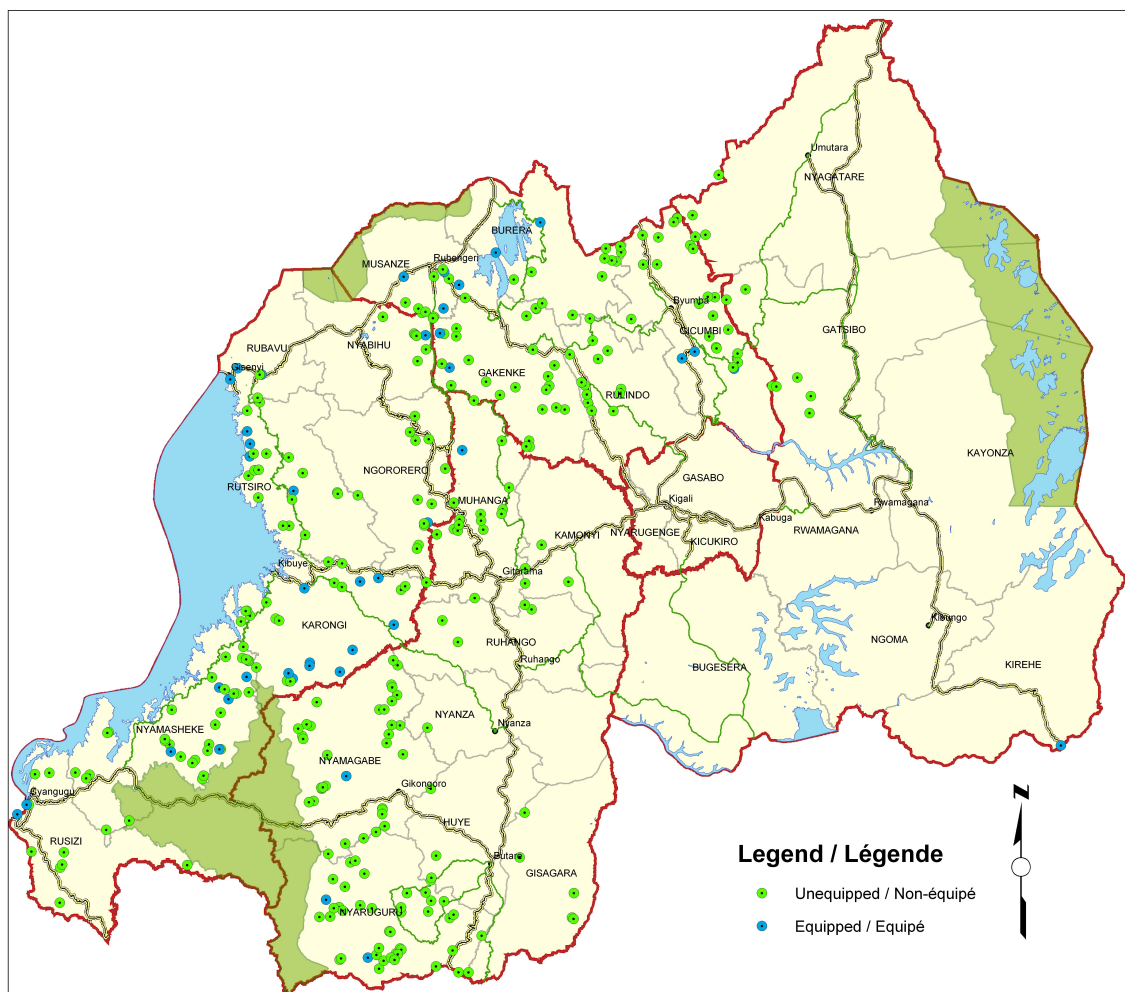 Umutara
NYAGATARE
BURERA
MUSANZE
Ruhengeri
Byumba
GICUMBI
GATSIBO
RUBAVU
NYABIHU
Gisenyi
GAKENKE
RULINDO
KAYONZA
NGORORERO
GASABO
RUTSIRO
MUHANGA
Kigali
Rwamagana
Kabuga
KAMONYI
NYARUGENGE
KICUKIRO
RWAMAGANA
Kibuye
Gitarama
KARONGI
Kibungo
RUHANGO
NGOMA
Ruhango
BUGESERA
KIREHE
NYANZA
Nyanza
NYAMASHEKE
NYAMAGABE
Gikongoro
Cyangugu
HUYE
RUSIZI
Butare
GISAGARA
NYARUGURU
N
Legend / Légende
Unequipped / Non-équipé
Equipped / Equipé